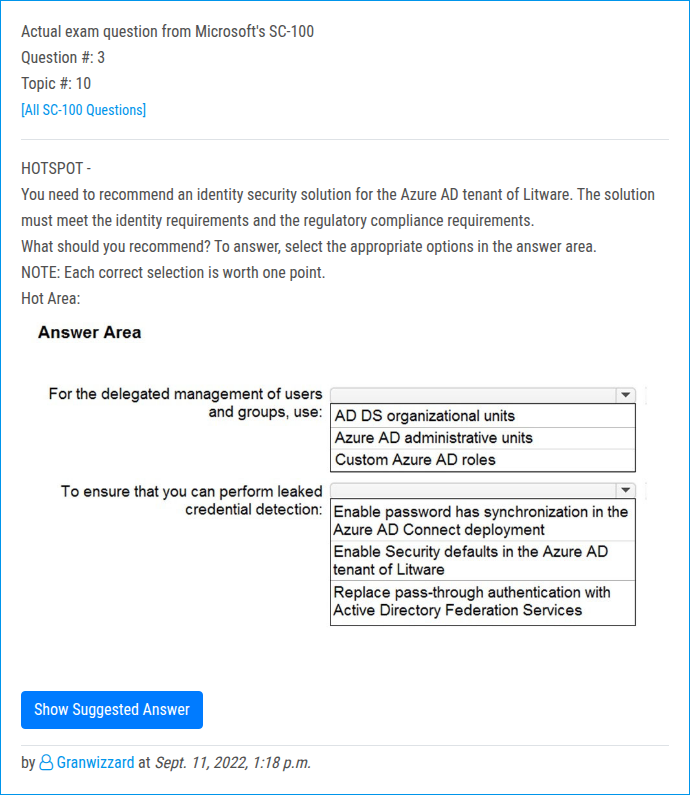 Actual exam question from Microsoft's SC-100
Question #: 3
Topic #: 10
[All SC-100 Questions]
HOTSPOT -
You need to recommend an identity security solution for the Azure AD tenant of Litware. The solution
must meet the identity requirements and the regulatory compliance requirements.
What should you recommend? To answer, select the appropriate options in the answer area.
NOTE: Each correct selection is worth one point.
Hot Area:
Answer Area
For the delegated management of users
and groups, use:
AD DS organizational units
Azure AD administrative units
Custom Azure AD roles
To ensure that you can perform leaked
credential detection:
Enable password has synchronization in the
Azure AD Connect deployment
Enable Security defaults in the Azure AD
tenant of Litware
Replace pass-through authentication with
Active Directory Federation Services
Show Suggested Answer
by Granwizzard at Sept. 11, 2022, 1:18 p.m.